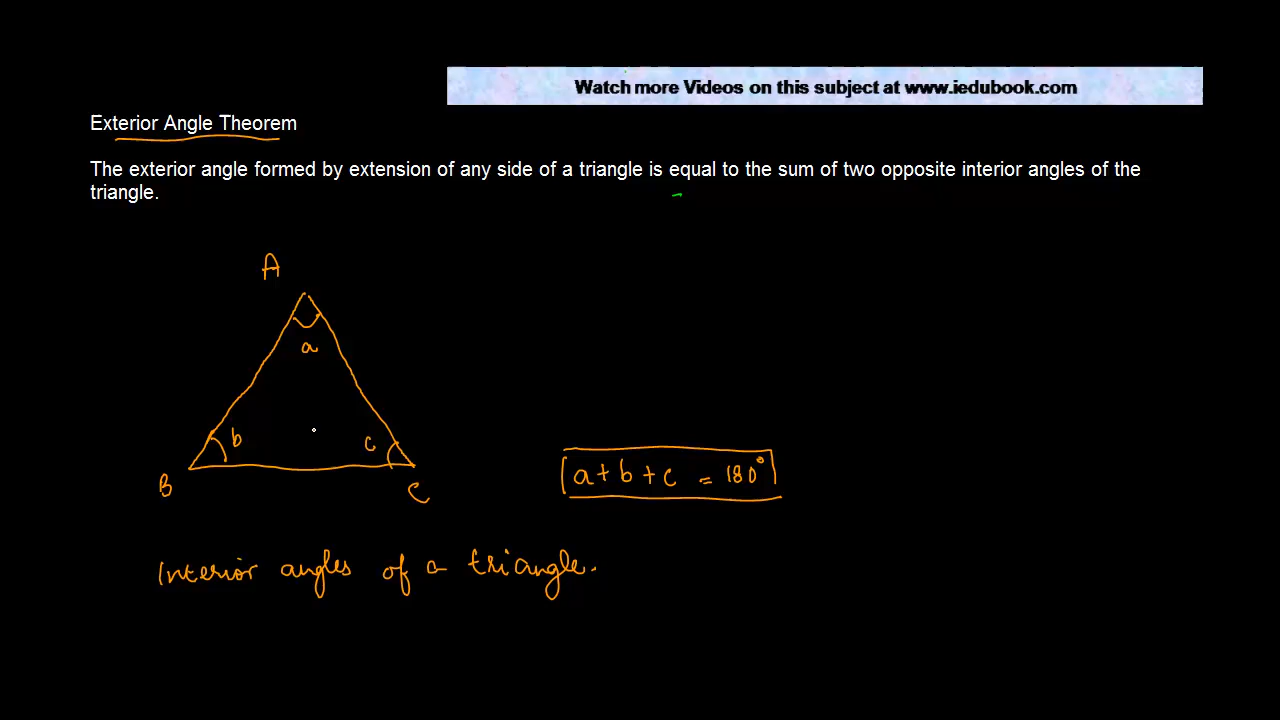 Watch more Videos on this subject at www.iedubook.com
Exterior Angle Theorem
The exterior angle formed by extension of any side of a triangle is equal to the sum of two opposite interior angles of the
triangle.
A
a
b
c
B
C
a + b + c = 180°
Interior angles of a triangle.